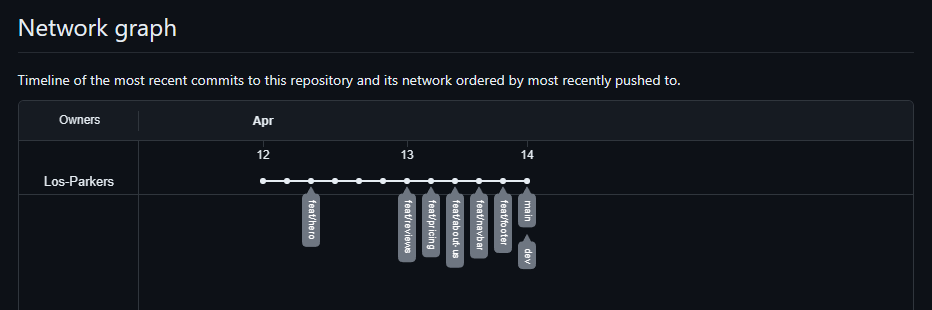 Network graph
Timeline of the most recent commits to this repository and its network ordered by most recently pushed to.
Owners
Apr
12
13
14
Los-Parkers
feat/hero
feat/reviews
feat/pricing
feat/about-us
feat/navbar
feat/footer
main
dev